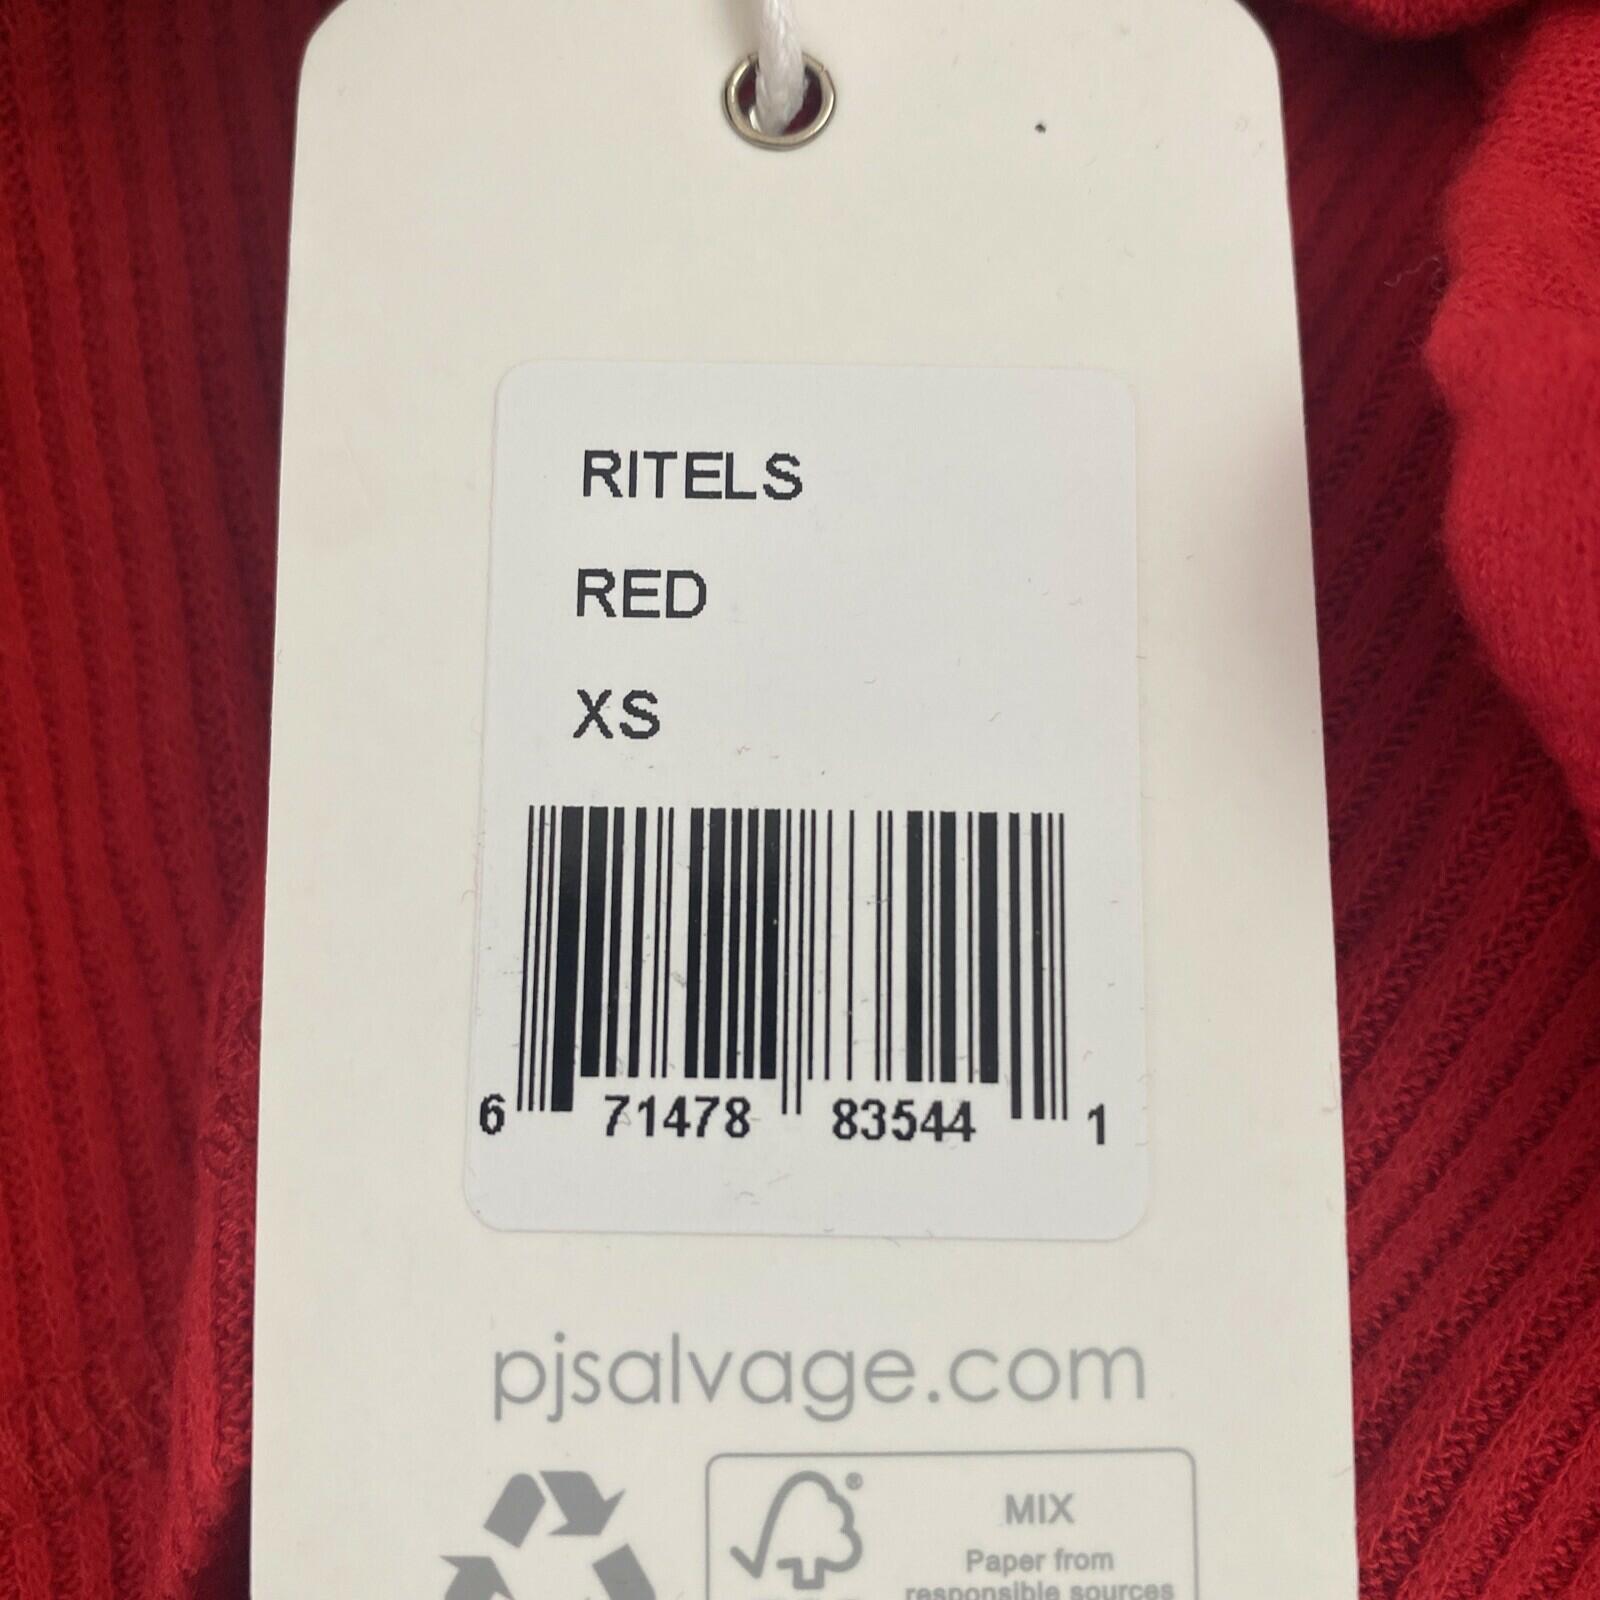 RITELS
RED
XS
6 71478 83544 1
pjsalvage.com
®
MIX
Paper from
responsible sources